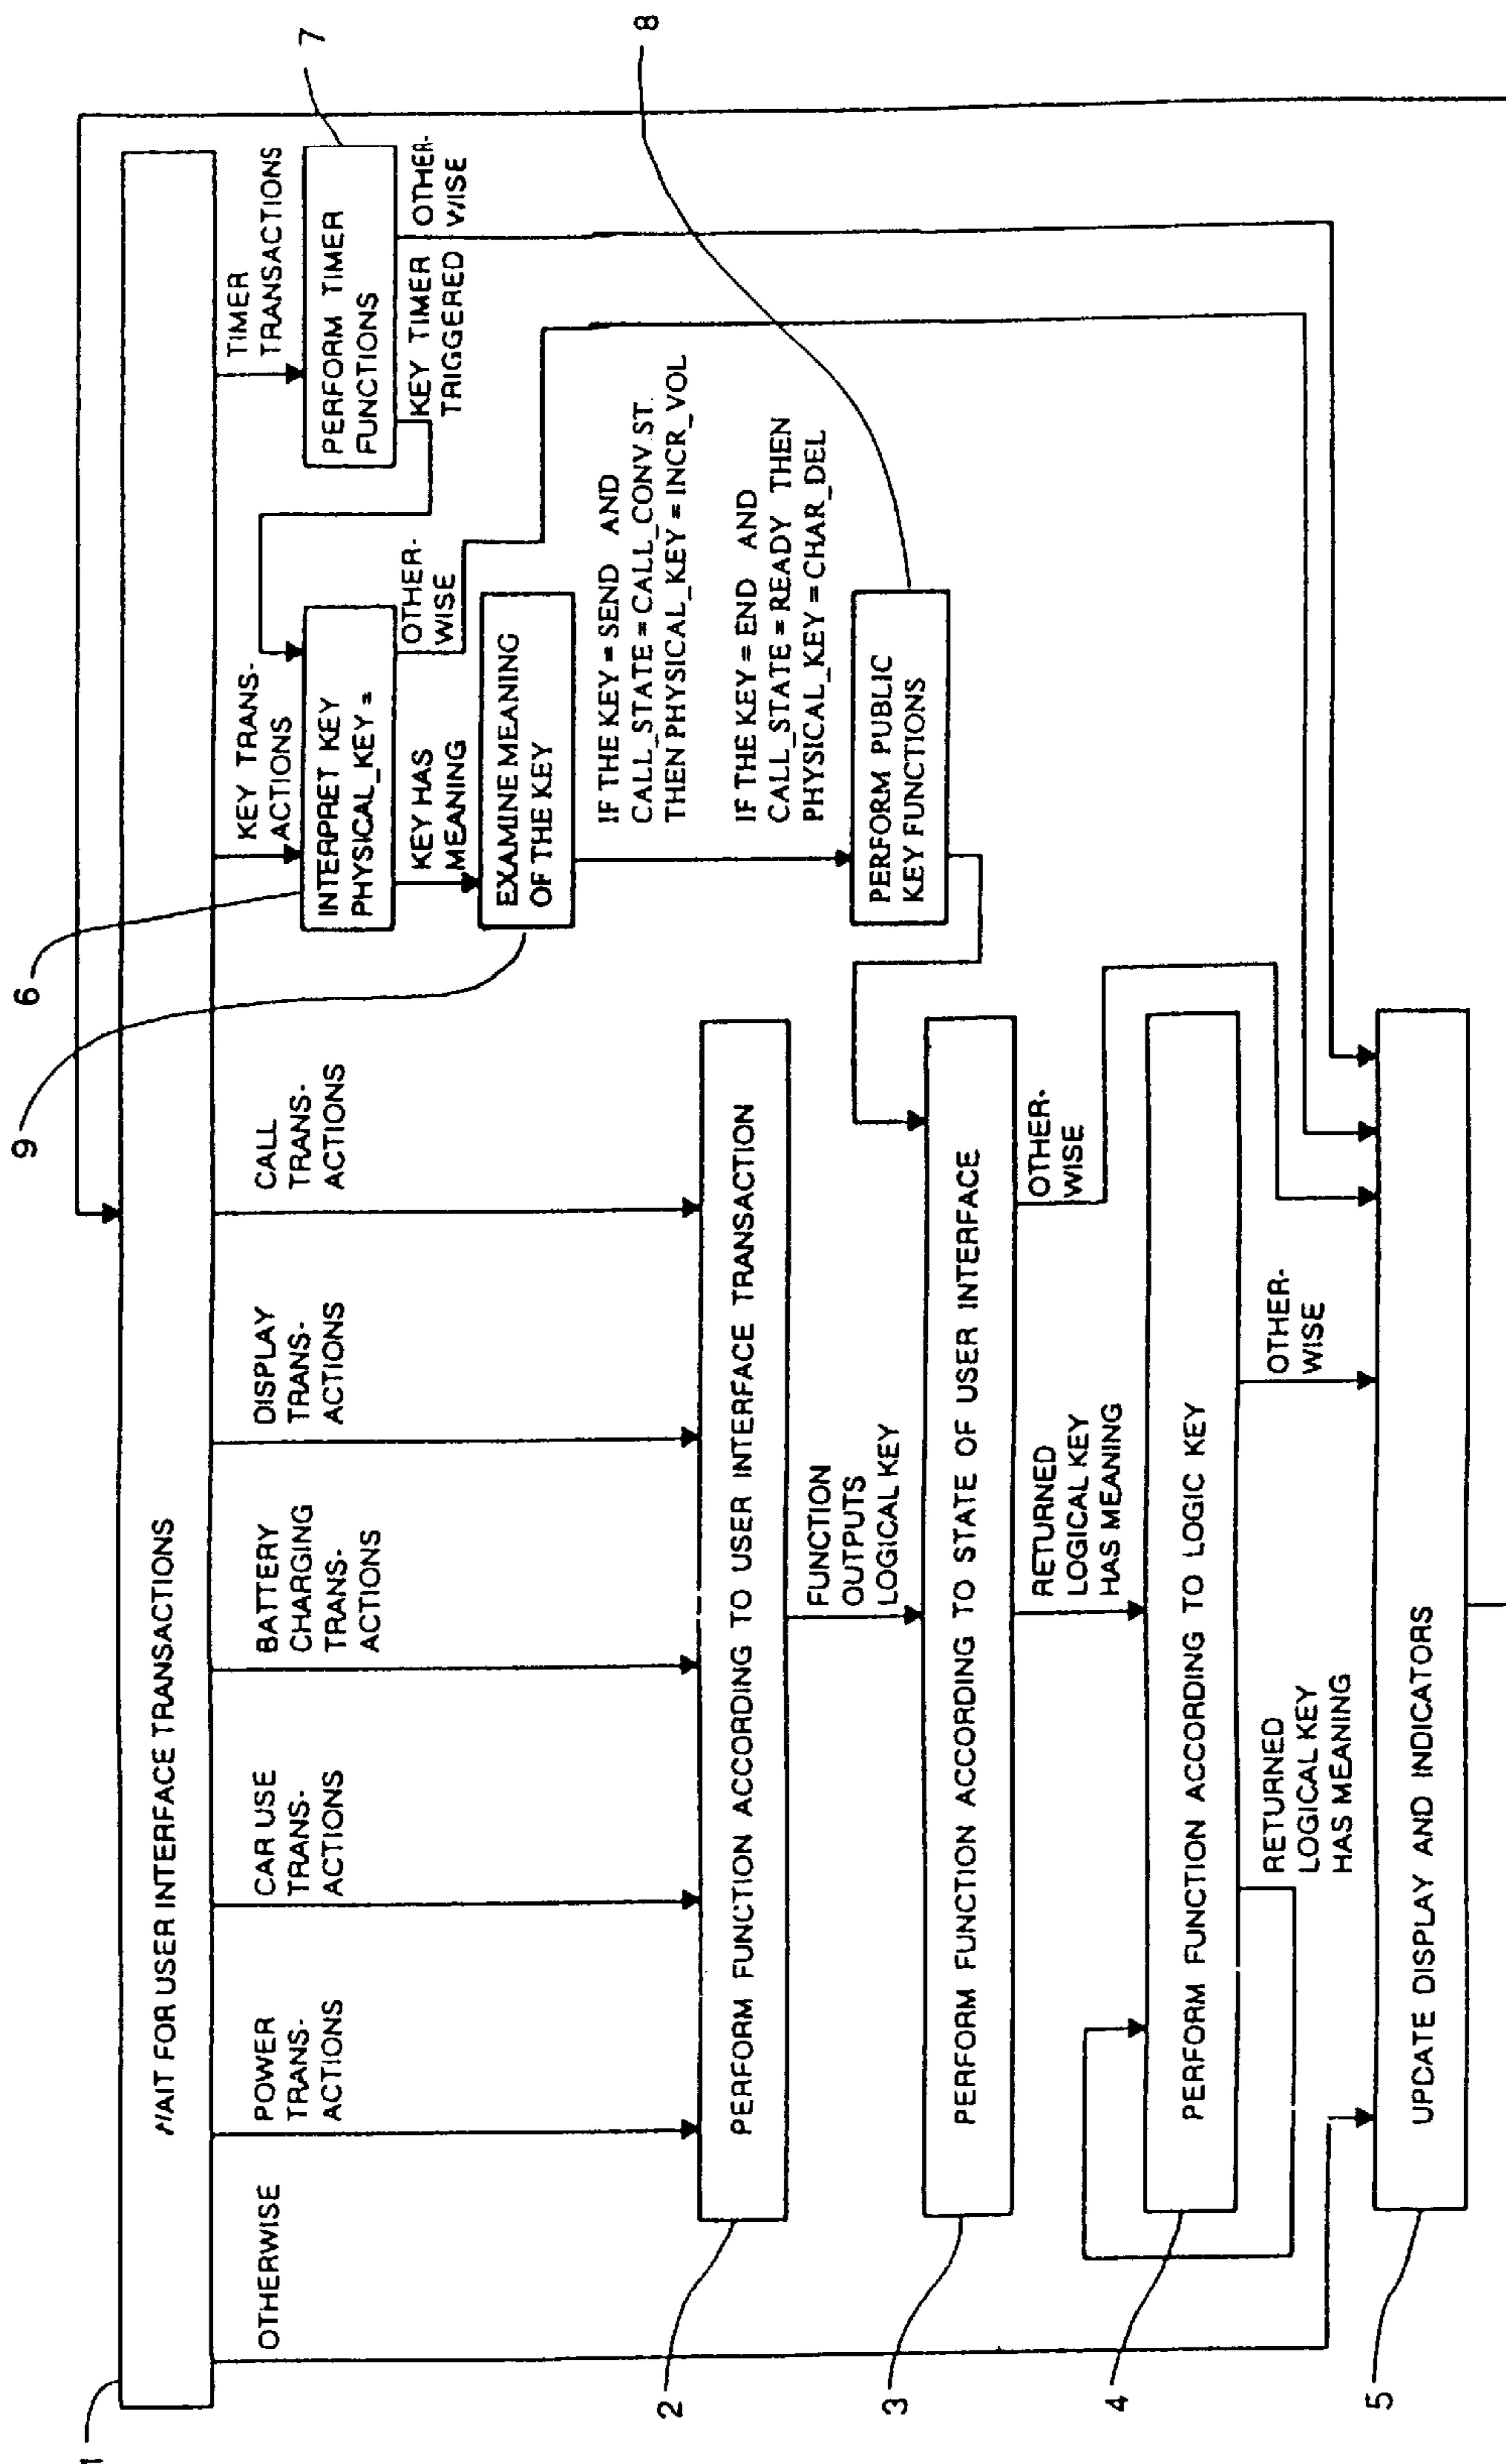 WAIT FOR USER INTERFACE TRANSACTIONS
1
OTHERWISE
POWER
TRANS-
ACTIONS
CAR USE
TRANS-
ACTIONS
BATTERY
CHARGING
TRANS-
ACTIONS
DISPLAY
TRANS-
ACTIONS
CALL
TRANS-
ACTIONS
KEY TRANS-
ACTIONS
TIMER
TRANSACTIONS
6
INTERPRET KEY
PHYSICAL_KEY =
7
PERFORM TIMER
FUNCTIONS
KEY HAS
MEANING
OTHER-
WISE
KEY TIMER
TRIGGERED
OTHER-
WISE
9
EXAMINE MEANING
OF THE KEY
IF THE KEY = SEND AND
CALL_STATE = CALL_CONV.ST.
THEN PHYSICAL_KEY = INCR_VOL
IF THE KEY = END AND
CALL_STATE = READY THEN
PHYSICAL_KEY = CHAR_DEL
8
PERFORM PUBLIC
KEY FUNCTIONS
2
PERFORM FUNCTION ACCORDING TO USER INTERFACE TRANSACTION
FUNCTION
OUTPUTS
LOGICAL KEY
3
PERFORM FUNCTION ACCORDING TO STATE OF USER INTERFACE
RETURNED
LOGICAL KEY
HAS MEANING
OTHER-
WISE
4
PERFORM FUNCTION ACCORDING TO LOGIC KEY
RETURNED
LOGICAL KEY
HAS MEANING
OTHER-
WISE
5
UPDATE DISPLAY AND INDICATORS